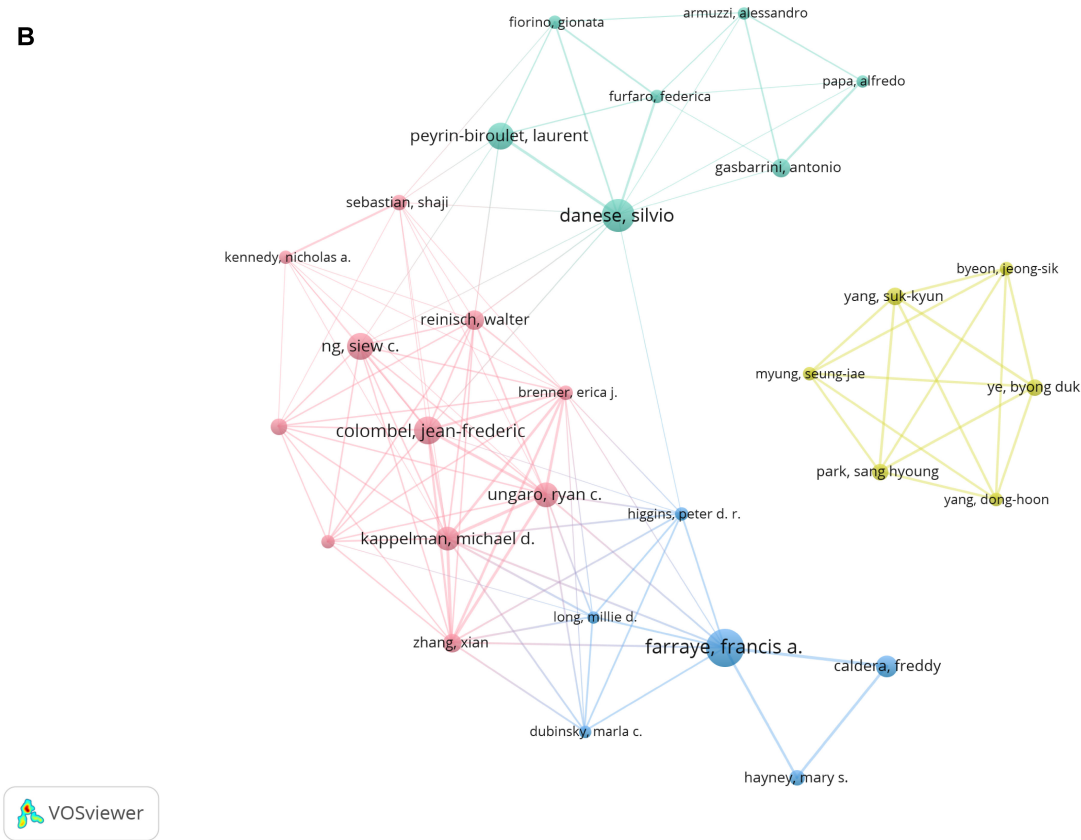 B
fiorino, gionata
armuzzi, alessandro
papa, alfredo
furfaro, federica
peyrin-biroulet, laurent
gasbarrini, antonio
sebastian, shaji
danese, silvio
kennedy, nicholas a.
byeon, jeong-sik
yang, suk-kyun
reinisch, walter
ng, siew c.
myung, seung-jae
ye, byong duk
brenner, erica j.
colombel, jean-frederic
park, sang hyoung
ungaro, ryan c.
yang, dong-hoon
higgins, peter d. r.
kappelman, michael d.
long, millie d.
zhang, xian
farraye, francis a.
caldera, freddy
dubinsky, marla c.
hayney, mary s.
VOSviewer